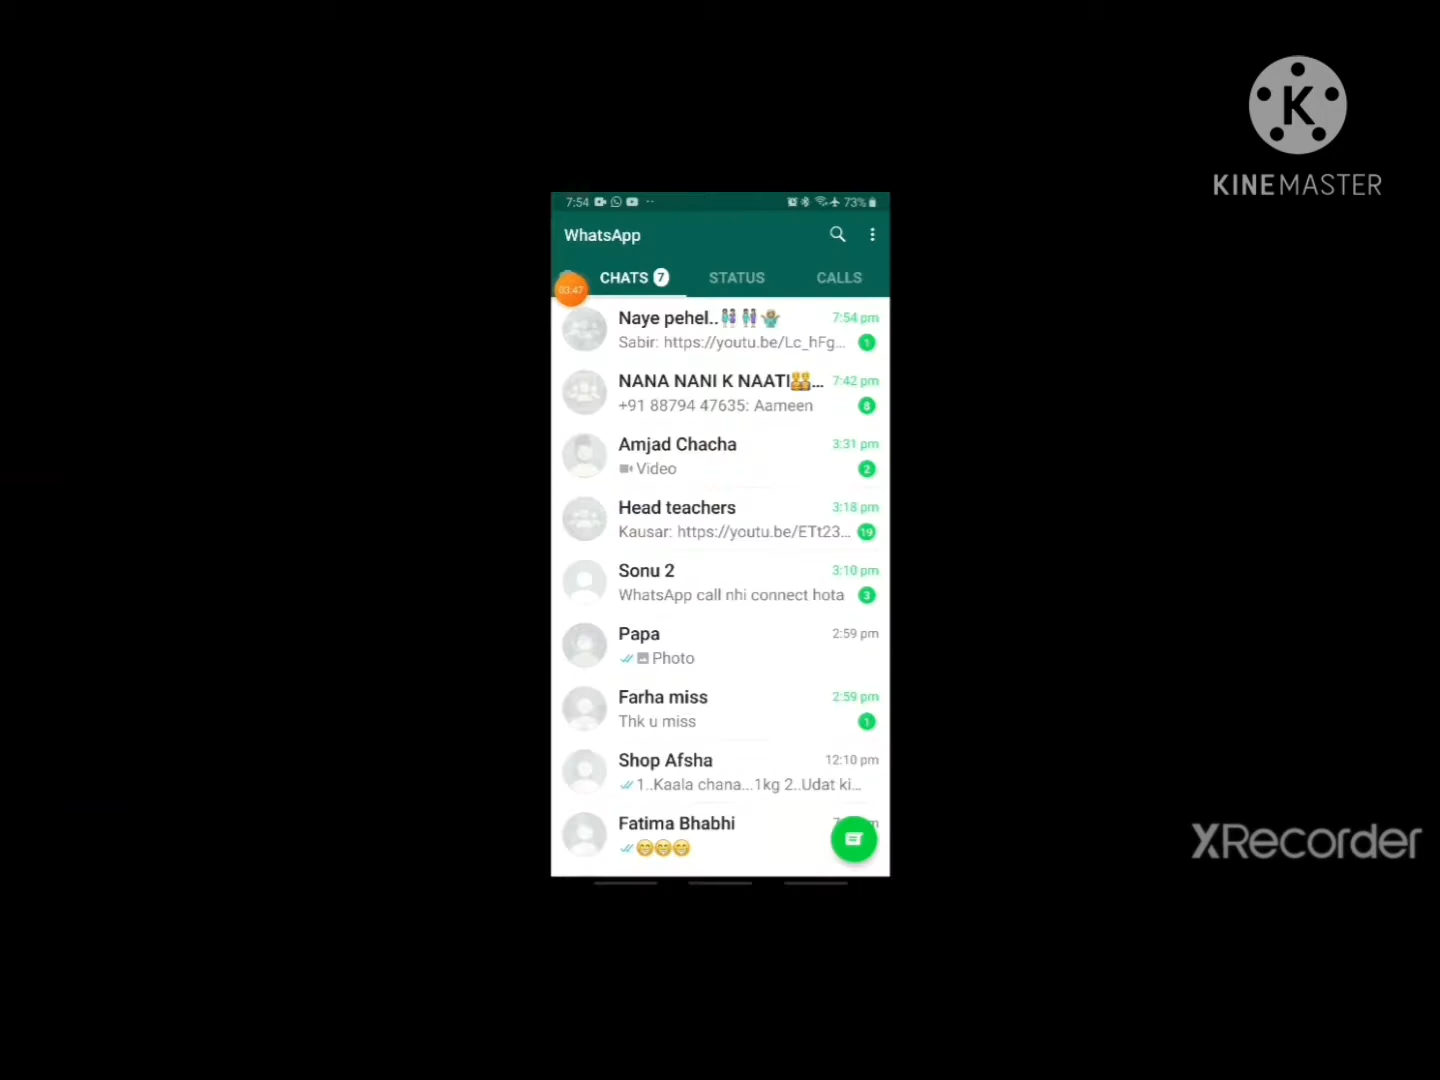 KINEMASTER
7:54 73%
WhatsApp
CHATS 7 STATUS CALLS
03:47
Naye pehel..👫👭🤷 7:54 pm
Sabir: https://youtu.be/Lc_hFg... 1
NANA NANI K NAATI👯... 7:42 pm
+91 88794 47635: Aameen 8
Amjad Chacha 3:31 pm
Video 2
Head teachers 3:18 pm
Kausar: https://youtu.be/ETt23... 19
Sonu 2 3:10 pm
WhatsApp call nhi connect hota 3
Papa 2:59 pm
Photo
Farha miss 2:59 pm
Thk u miss 1
Shop Afsha 12:10 pm
1..Kaala chana...1kg 2..Udat ki...
Fatima Bhabhi
😁😁😁
XRecorder